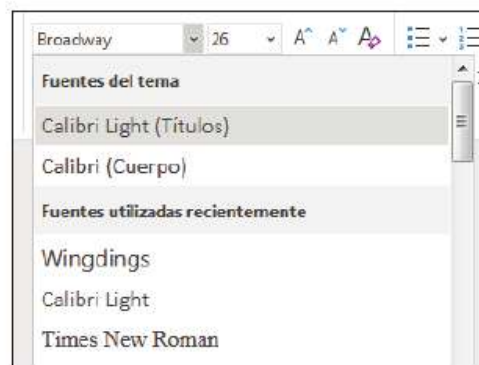 Broadway 26
Fuentes del tema
Calibri Light (Títulos)
Calibri (Cuerpo)
Fuentes utilizadas recientemente
Wingdings
Calibri Light
Times New Roman